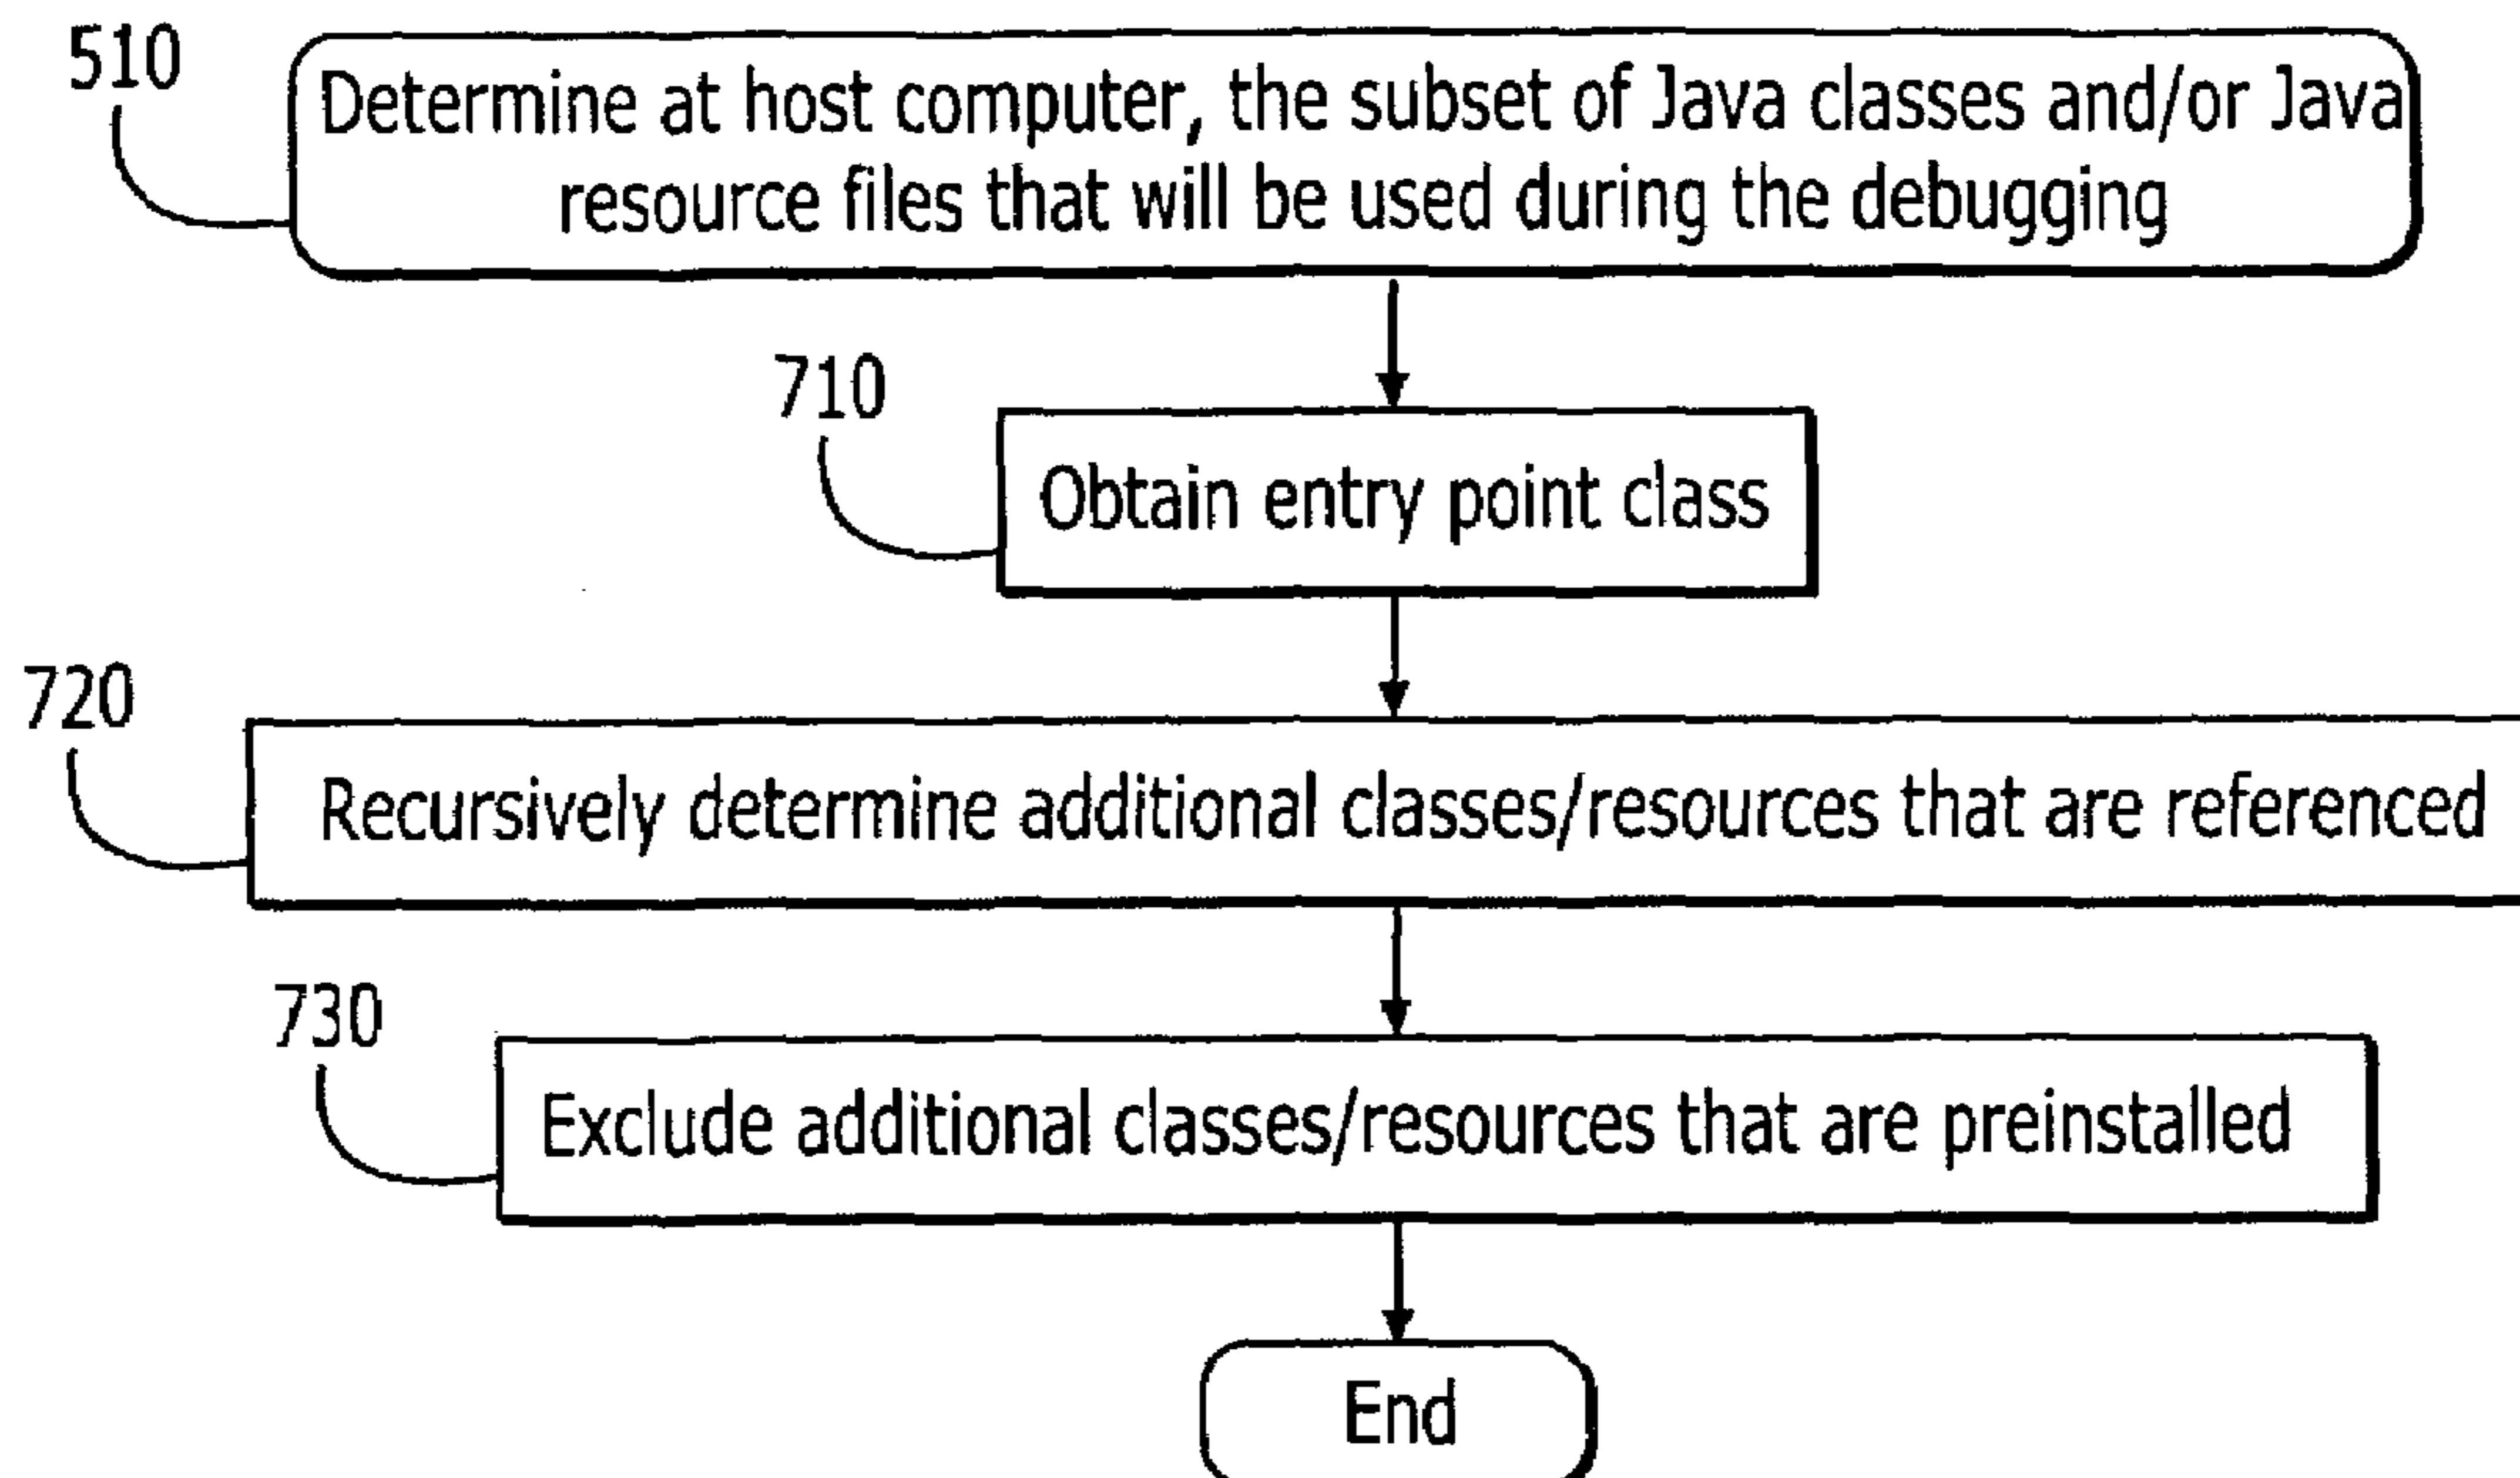 510
Determine at host computer, the subset of Java classes and/or Java
resource files that will be used during the debugging
710
Obtain entry point class
720
Recursively determine additional classes/resources that are referenced
730
Exclude additional classes/resources that are preinstalled
End